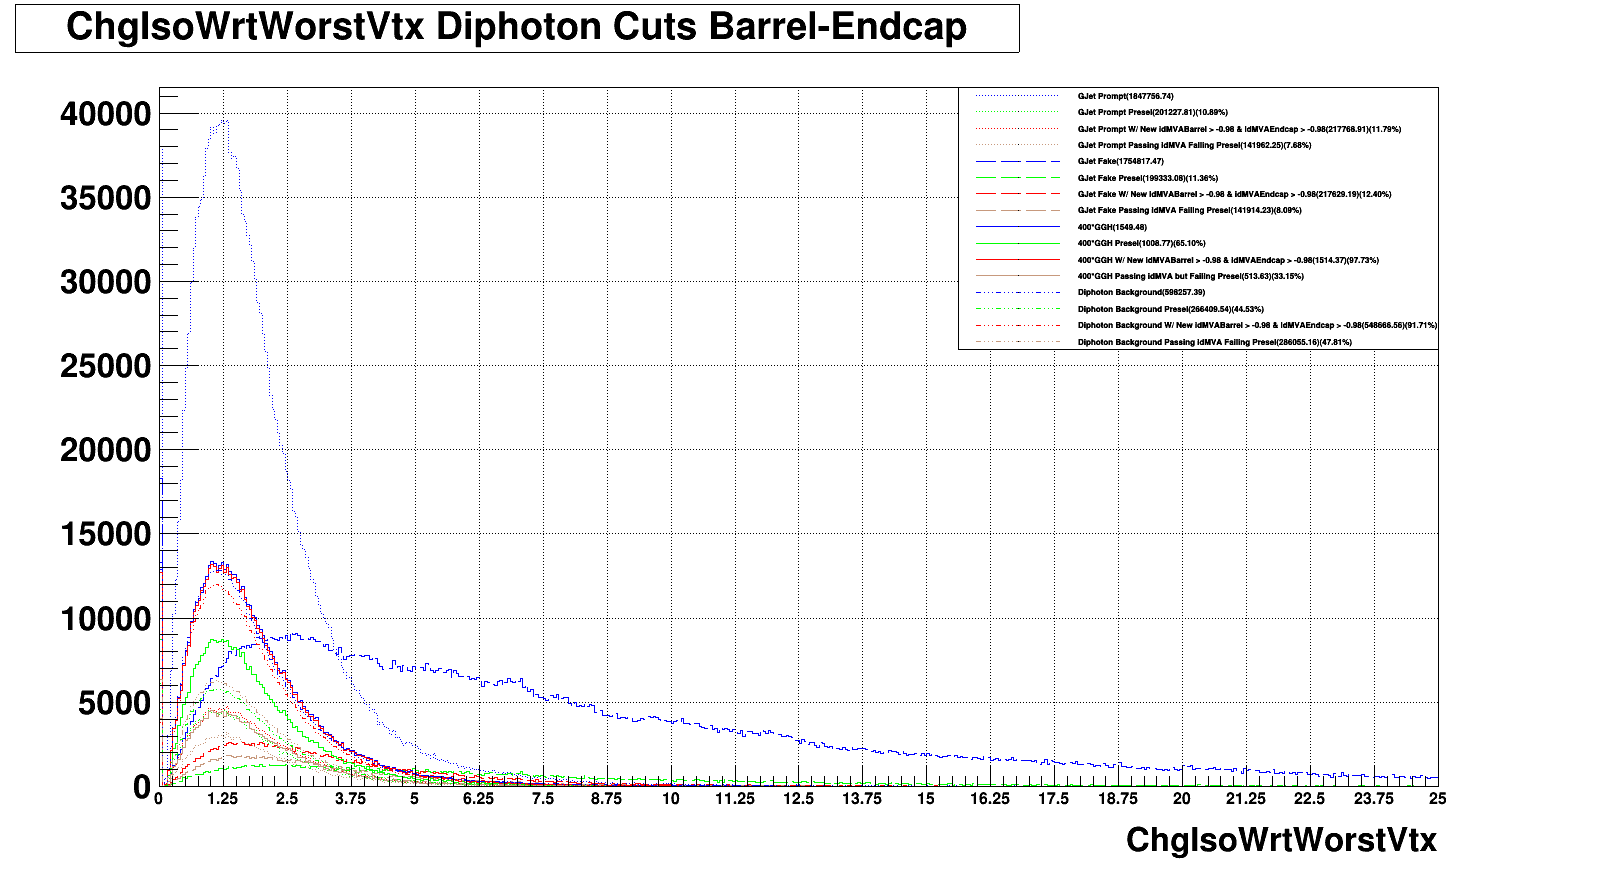 ChgIsoWrtWorstVtx Diphoton Cuts Barrel-Endcap
GJet Prompt(1847756.74)
GJet Prompt Presel(201227.81)(10.89%)
GJet Prompt W/ New idMVABarrel > -0.98 & idMVAEndcap > -0.98(217768.91)(11.79%)
GJet Prompt Passing idMVA Failing Presel(141962.25)(7.68%)
GJet Fake(1754817.47)
GJet Fake Presel(199333.08)(11.36%)
GJet Fake W/ New idMVABarrel > -0.98 & idMVAEndcap > -0.98(217629.19)(12.40%)
GJet Fake Passing idMVA Failing Presel(141914.23)(8.09%)
400*GGH(1549.48)
400*GGH Presel(1008.77)(65.10%)
400*GGH W/ New idMVABarrel > -0.98 & idMVAEndcap > -0.98(1514.37)(97.73%)
400*GGH Passing idMVA but Failing Presel(513.63)(33.15%)
Diphoton Background(598257.39)
Diphoton Background Presel(266409.54)(44.53%)
Diphoton Background W/ New idMVABarrel > -0.98 & idMVAEndcap > -0.98(548666.56)(91.71%)
Diphoton Background Passing idMVA Failing Presel(286055.16)(47.81%)
40000
35000
30000
25000
20000
15000
10000
5000
0
0 1.25 2.5 3.75 5 6.25 7.5 8.75 10 11.25 12.5 13.75 15 16.25 17.5 18.75 20 21.25 22.5 23.75 25
ChgIsoWrtWorstVtx